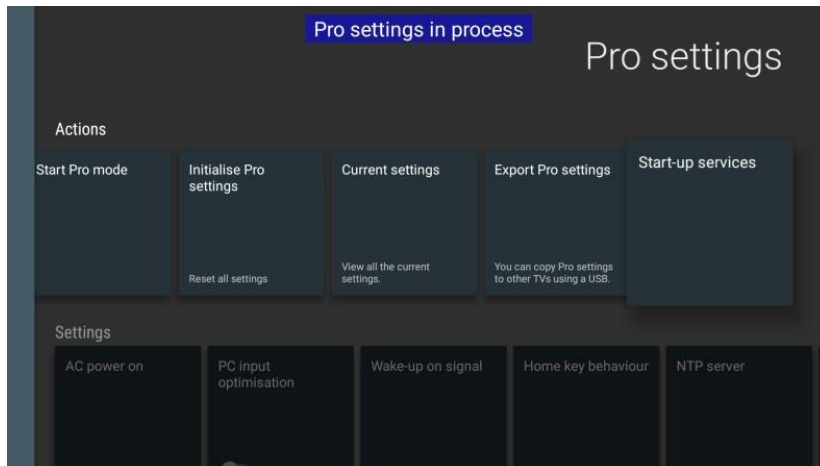 Pro settings in process
Pro settings
Actions
Start Pro mode
Initialise Pro
settings
Reset all settings
Current settings
View all the current
settings.
Export Pro settings
You can copy Pro settings
to other TVs using a USB.
Start-up services
Settings
AC power on
PC input
optimisation
Wake-up on signal
Home key behaviour
NTP server